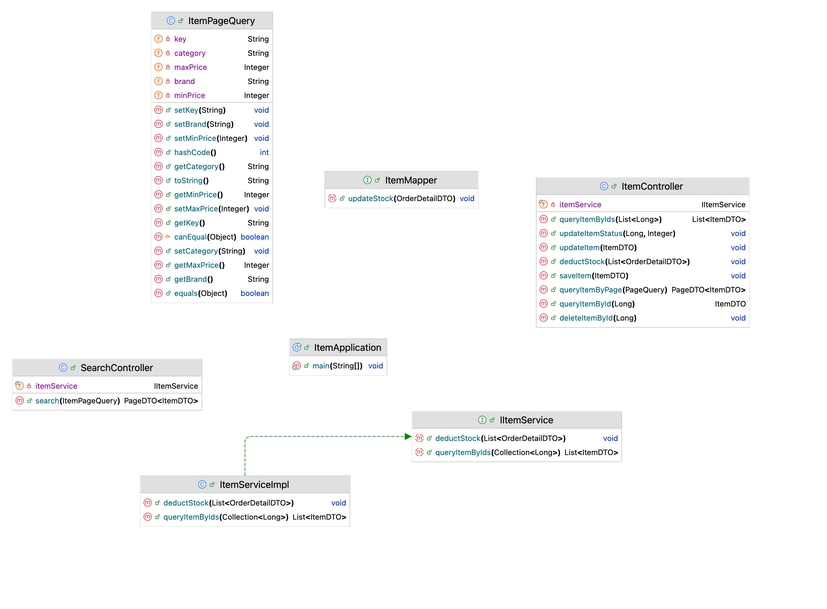 ItemPageQuery
key String
category String
maxPrice Integer
brand String
minPrice Integer
setKey(String) void
setBrand(String) void
setMinPrice(Integer) void
hashCode() int
getCategory() String
toString() String
getMinPrice() Integer
setMaxPrice(Integer) void
getKey() String
canEqual(Object) boolean
setCategory(String) void
getMaxPrice() Integer
getBrand() String
equals(Object) boolean
ItemMapper
updateStock(OrderDetailDTO) void
ItemController
itemService IItemService
queryItemByIds(List<Long>) List<ItemDTO>
updateItemStatus(Long, Integer) void
updateItem(ItemDTO) void
deductStock(List<OrderDetailDTO>) void
saveItem(ItemDTO) void
queryItemByPage(PageQuery) PageDTO<ItemDTO>
queryItemById(Long) ItemDTO
deleteItemById(Long) void
ItemApplication
main(String[]) void
SearchController
itemService IItemService
search(ItemPageQuery) PageDTO<ItemDTO>
IItemService
deductStock(List<OrderDetailDTO>) void
queryItemByIds(Collection<Long>) List<ItemDTO>
ItemServiceImpl
deductStock(List<OrderDetailDTO>) void
queryItemByIds(Collection<Long>) List<ItemDTO>